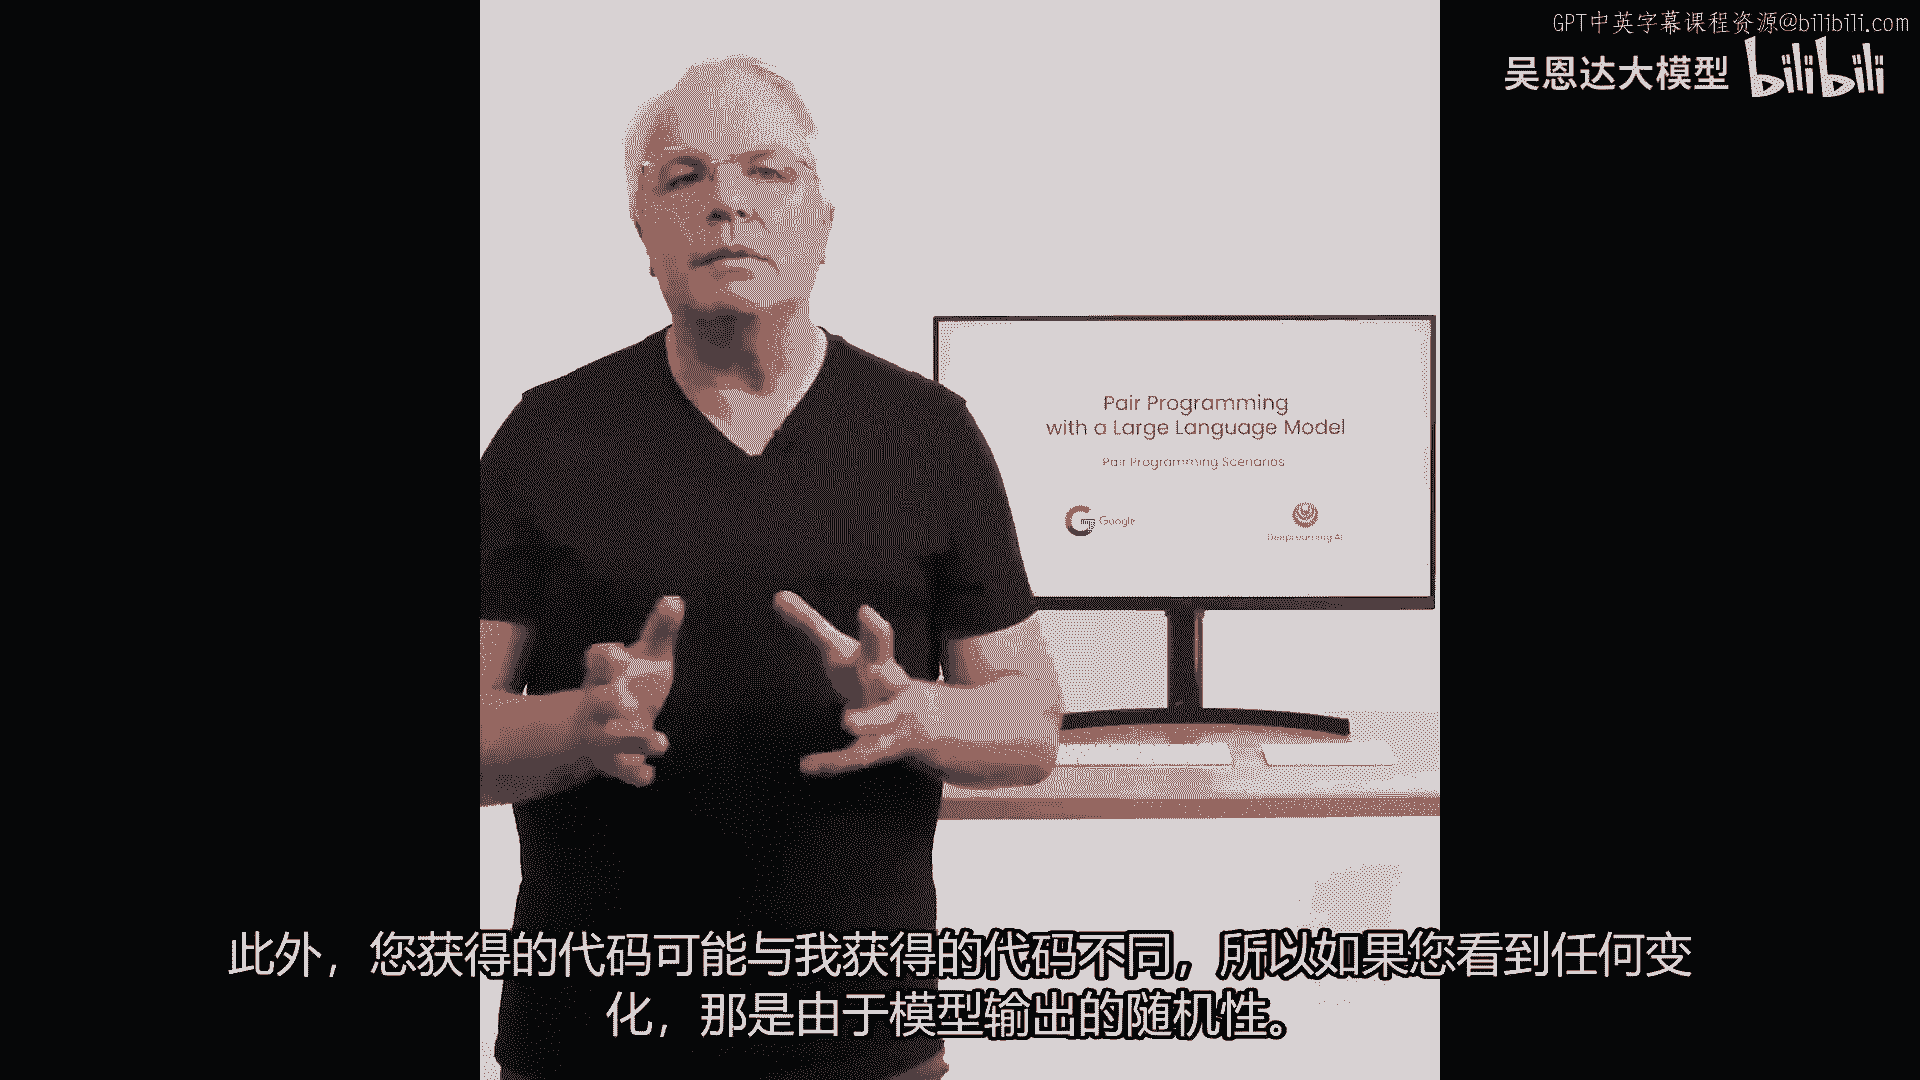 GPT中英字幕课程资源@bilibili.com
吴恩达大模型 bilibili
Pair Programming
with a Large Language Model
Pair Programming Scenarios
Google
DeepLearning.AI
此外，您获得的代码可能与我获得的代码不同，所以如果您看到任何变
化，那是由于模型输出的随机性。